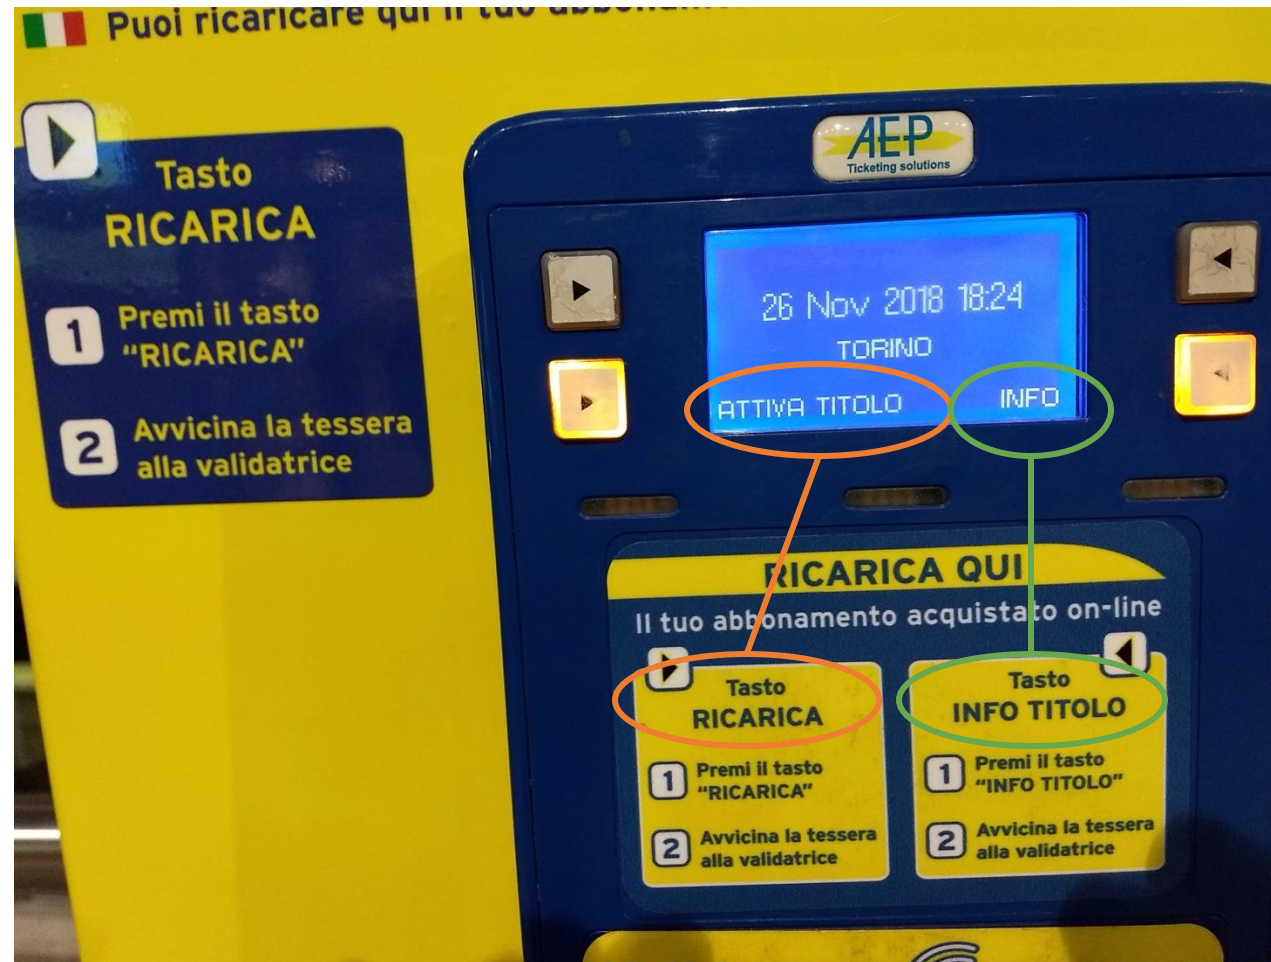 Puoi ricaricare qui il tuo
Tasto
RICARICA
1 Premi il tasto
"RICARICA"
2 Avvicina la tessera
alla validatrice
AEP
Ticketing solutions
26 Nov 2018 18:24
TORINO
ATTIVA TITOLO INFO
RICARICA QUI
Il tuo abbonamento acquistato on-line
Tasto
RICARICA
1 Premi il tasto
"RICARICA"
2 Avvicina la tessera
alla validatrice
Tasto
INFO TITOLO
1 Premi il tasto
"INFO TITOLO"
2 Avvicina la tessera
alla validatrice